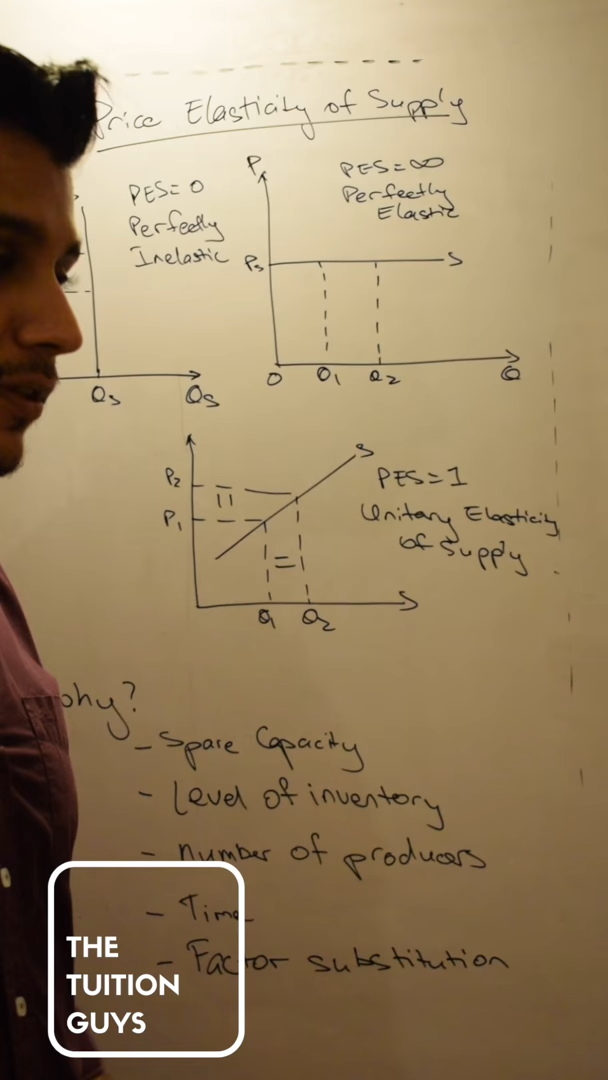 Price Elasticity of Supply
PES = 0
Perfectly
Inelastic
Qs
Qs
P
PES = ∞
Perfectly
Elastic
Ps
S
0
Q1
Q2
Q
S
P2
P1
PES = 1
Unitary Elasticity
of Supply
=
Q1
Q2
why?
- Spare Capacity
- Level of inventory
- number of producers
- Time
- Factor substitution
THE
TUITION
GUYS